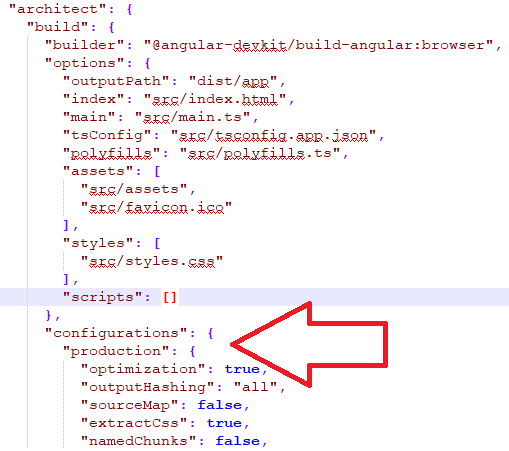 "architect": {
"build": {
"builder": "@angular-devkit/build-angular:browser",
"options": {
"outputPath": "dist/app",
"index": "src/index.html",
"main": "src/main.ts",
"tsConfig": "src/tsconfig.app.json",
"polyfills": "src/polyfills.ts",
"assets": [
"src/assets",
"src/favicon.ico"
],
"styles": [
"src/styles.css"
],
"scripts": []
},
"configurations": {
"production": {
"optimization": true,
"outputHashing": "all",
"sourceMap": false,
"extractCss": true,
"namedChunks": false,